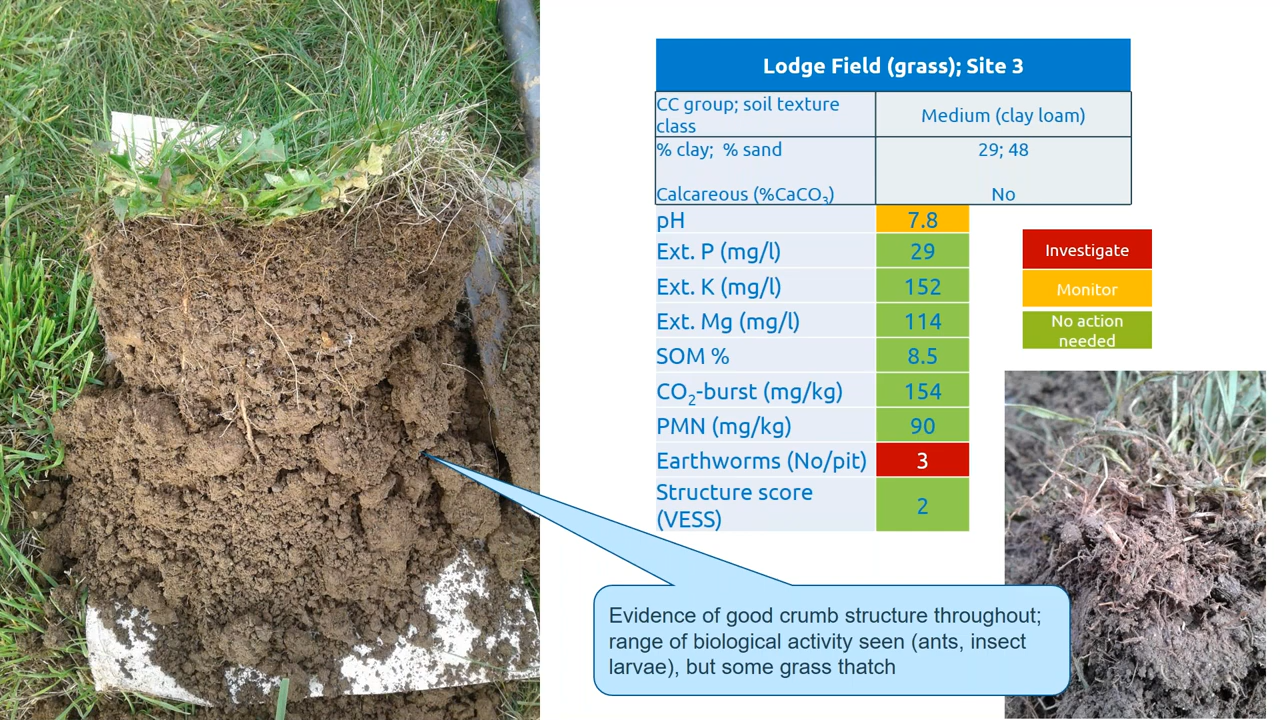 Lodge Field (grass); Site 3
CC group; soil texture
class
Medium (clay loam)
% clay;  % sand
29; 48
Calcareous (%CaCO₃)
No
pH
7.8
Ext. P (mg/l)
29
Ext. K (mg/l)
152
Ext. Mg (mg/l)
114
SOM %
8.5
CO₂-burst (mg/kg)
154
PMN (mg/kg)
90
Earthworms (No/pit)
3
Structure score
(VESS)
2
Investigate
Monitor
No action
needed
Evidence of good crumb structure throughout;
range of biological activity seen (ants, insect
larvae), but some grass thatch